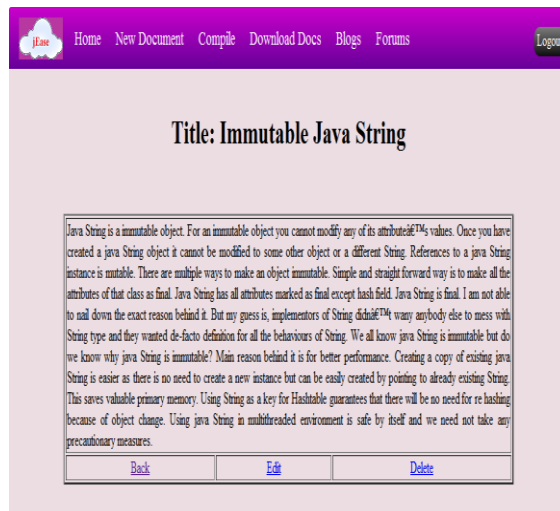 jEase Home New Document Compile Download Docs Blogs Forums Logou
Title: Immutable Java String
Java String is a immutable object. For an immutable object you cannot modify any of its attributeâ€™s values. Once you have
created a java String object it cannot be modified to some other object or a different String. References to a java String
instance is mutable. There are multiple ways to make an object immutable. Simple and straight forward way is to make all the
attributes of that class as final. Java String has all attributes marked as final except hash field. Java String is final. I am not able
to nail down the exact reason behind it. But my guess is, implementors of String didnâ€™t wany anybody else to mess with
String type and they wanted de-facto definition for all the behaviours of String. We all know java String is immutable but do
we know why java String is immutable? Main reason behind it is for better performance. Creating a copy of existing java
String is easier as there is no need to create a new instance but can be easily created by pointing to already existing String.
This saves valuable primary memory. Using String as a key for Hashtable guarantees that there will be no need for re hashing
because of object change. Using java String in multithreaded environment is safe by itself and we need not take any
precautionary measures.
Back Edit Delete